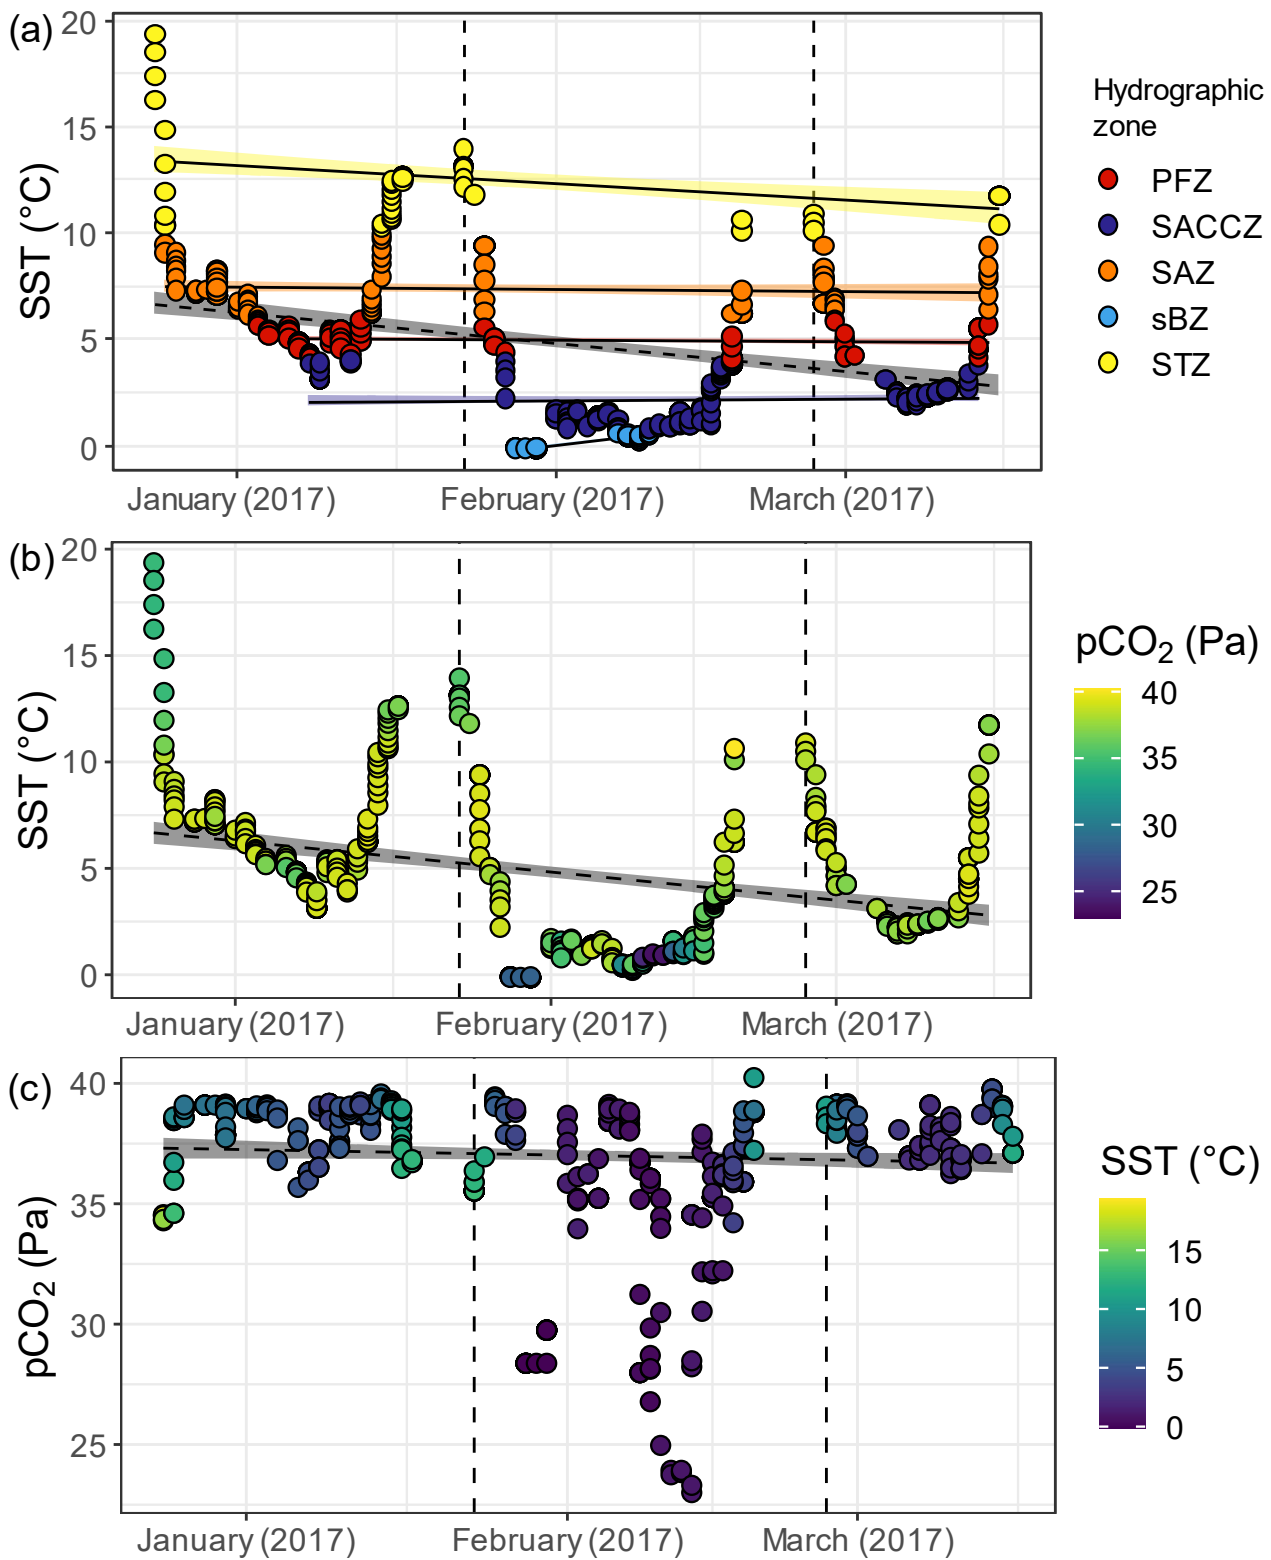 (a)
20
15
10
5
0
SST (°C)
January (2017)
February (2017)
March (2017)
Hydrographic
zone
PFZ
SACCZ
SAZ
sBZ
STZ
(b)
20
15
10
5
0
SST (°C)
January (2017)
February (2017)
March (2017)
pCO₂ (Pa)
40
35
30
25
(c)
40
35
30
25
pCO₂ (Pa)
January (2017)
February (2017)
March (2017)
SST (°C)
15
10
5
0